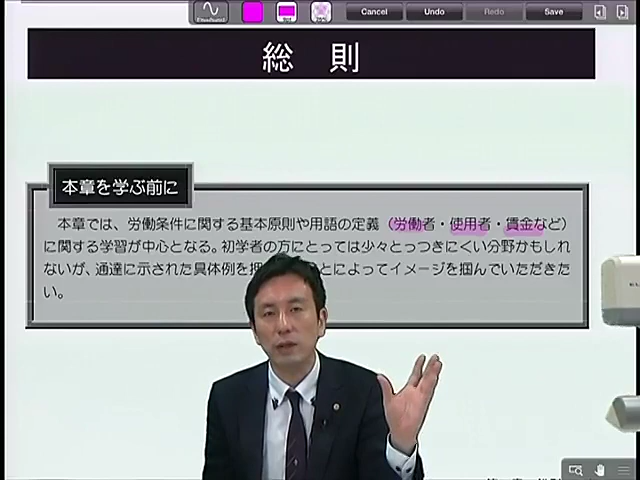 Cancel Undo Redo Save
総 則
本章を学ぶ前に
本章では、労働条件に関する基本原則や用語の定義（労働者・使用者・賃金など）
に関する学習が中心となる。初学者の方にとっては少々とっつきにくい分野かもしれ
ないが、通達に示された具体例を押 とによってイメージを掴んでいただきた
い。